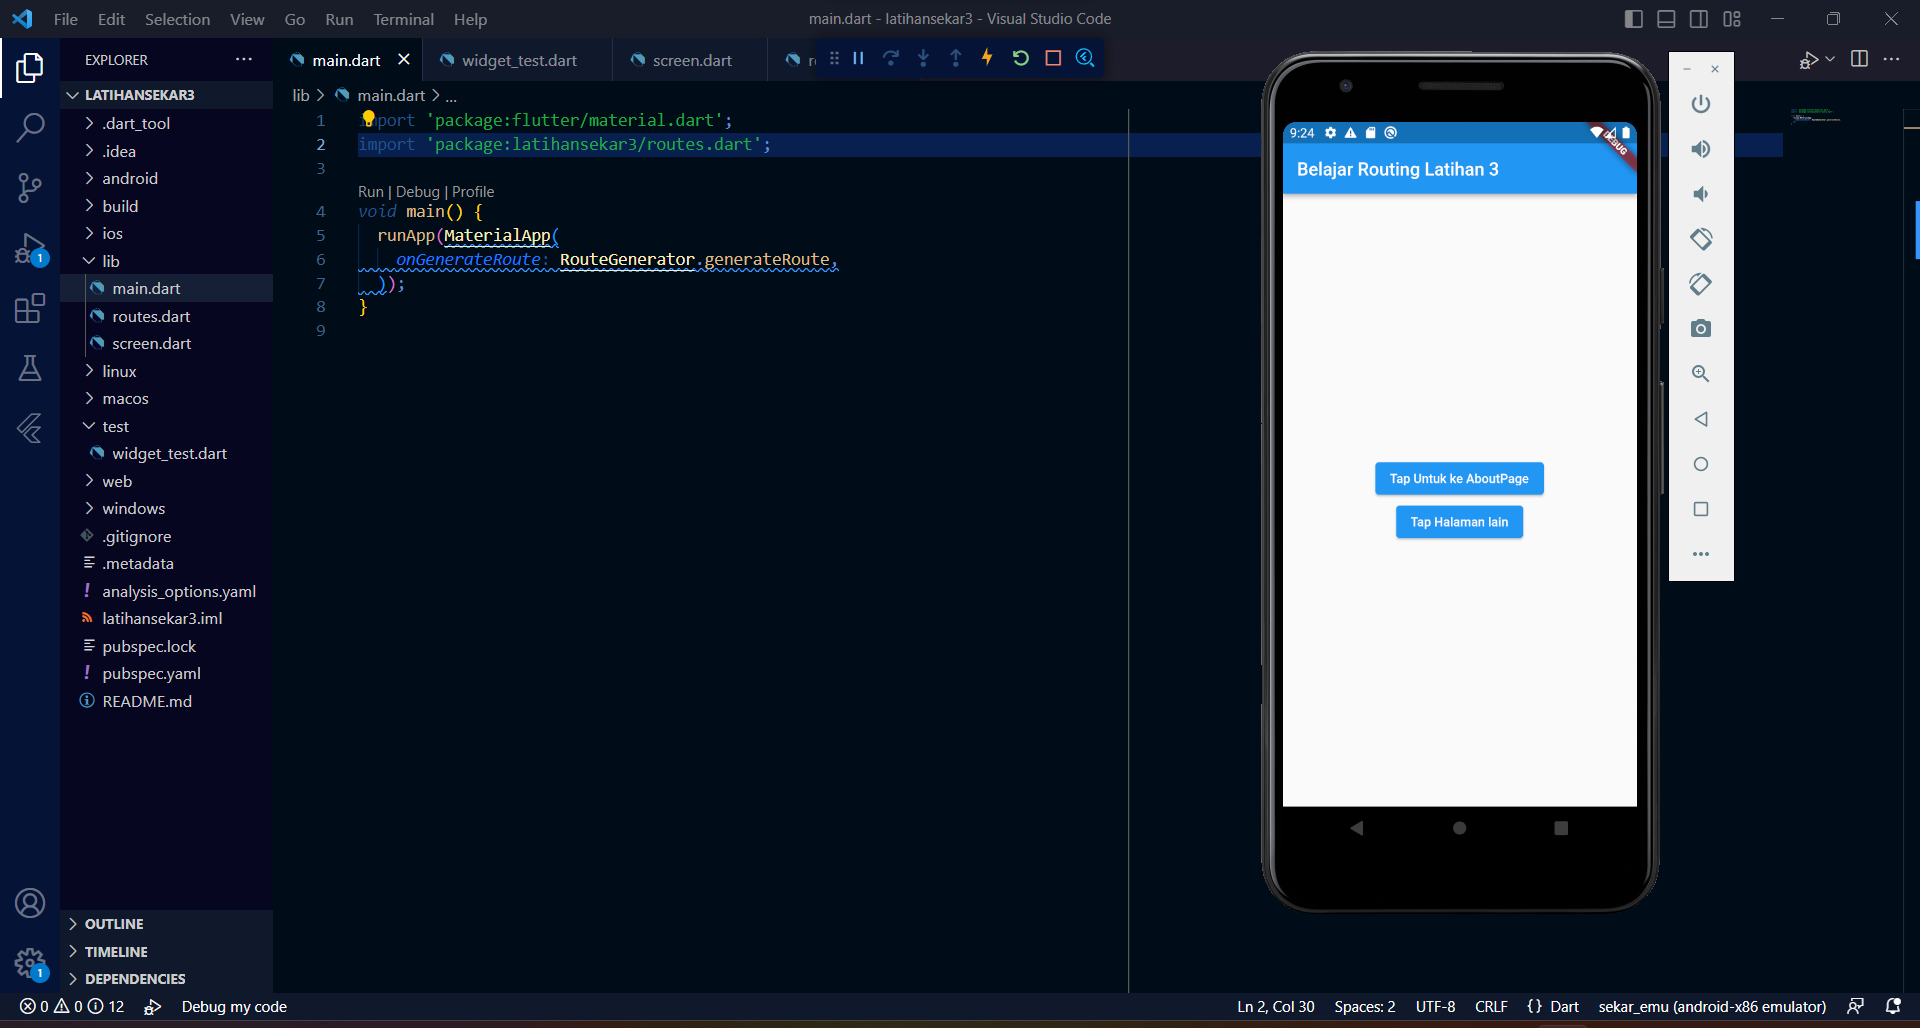 File Edit Selection View Go Run Terminal Help
main.dart - latihansekar3 - Visual Studio Code
EXPLORER
main.dart
widget_test.dart
screen.dart
LATIHANSEKAR3
.dart_tool
.idea
android
build
ios
lib
main.dart
routes.dart
screen.dart
linux
macos
test
widget_test.dart
web
windows
.gitignore
.metadata
analysis_options.yaml
latihansekar3.iml
pubspec.lock
pubspec.yaml
README.md
OUTLINE
TIMELINE
DEPENDENCIES
lib > main.dart > ...
1 import 'package:flutter/material.dart';
2 import 'package:latihansekar3/routes.dart';
3
Run | Debug | Profile
4 void main() {
5 runApp(MaterialApp(
6 onGenerateRoute: RouteGenerator.generateRoute,
7 ));
8 }
9
9:24
DEBUG
Belajar Routing Latihan 3
Tap Untuk ke AboutPage
Tap Halaman lain
1
1
0 0 12 Debug my code
Ln 2, Col 30 Spaces: 2 UTF-8 CRLF {} Dart sekar_emu (android-x86 emulator)